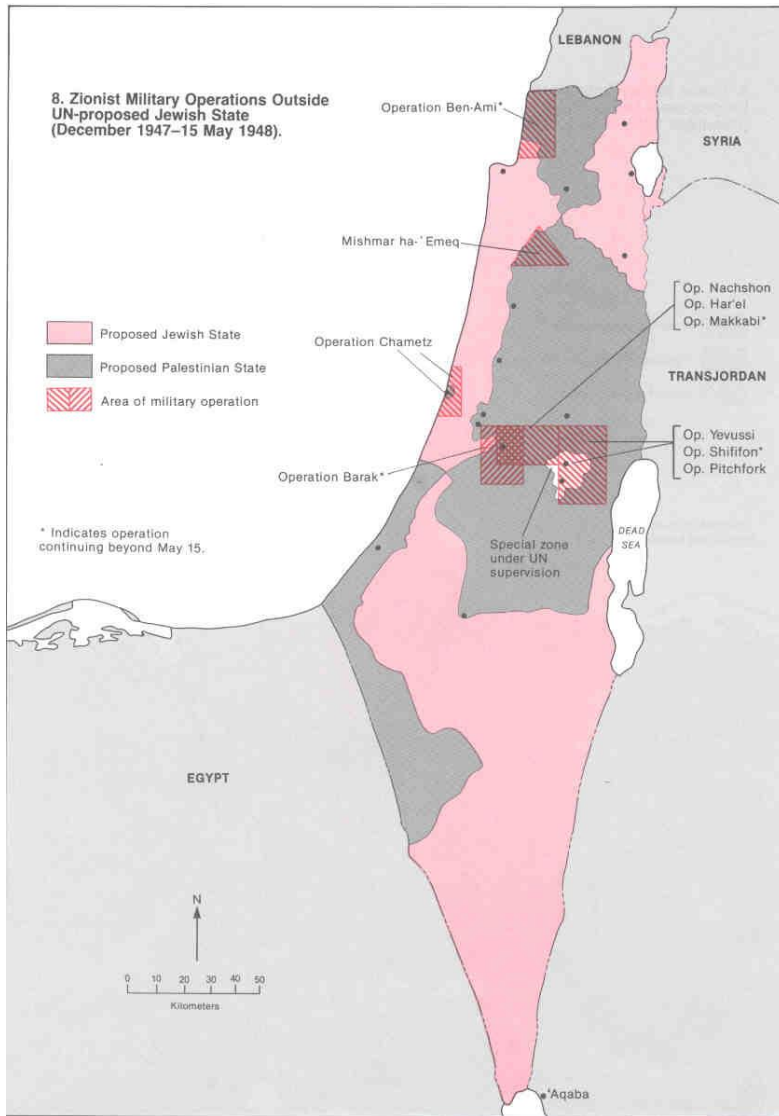 LEBANON
8. Zionist Military Operations Outside
UN-proposed Jewish State
(December 1947–15 May 1948).
Operation Ben-Ami*
SYRIA
Mishmar ha-ʿEmeq
Op. Nachshon
Op. Har'el
Op. Makkabi*
Proposed Jewish State
Proposed Palestinian State
Area of military operation
Operation Chametz
TRANSJORDAN
Op. Yevussi
Op. Shififon*
Op. Pitchfork
Operation Barak*
* Indicates operation
continuing beyond May 15.
Special zone
under UN
supervision
DEAD
SEA
EGYPT
N
0 10 20 30 40 50
Kilometers
ʿAqaba